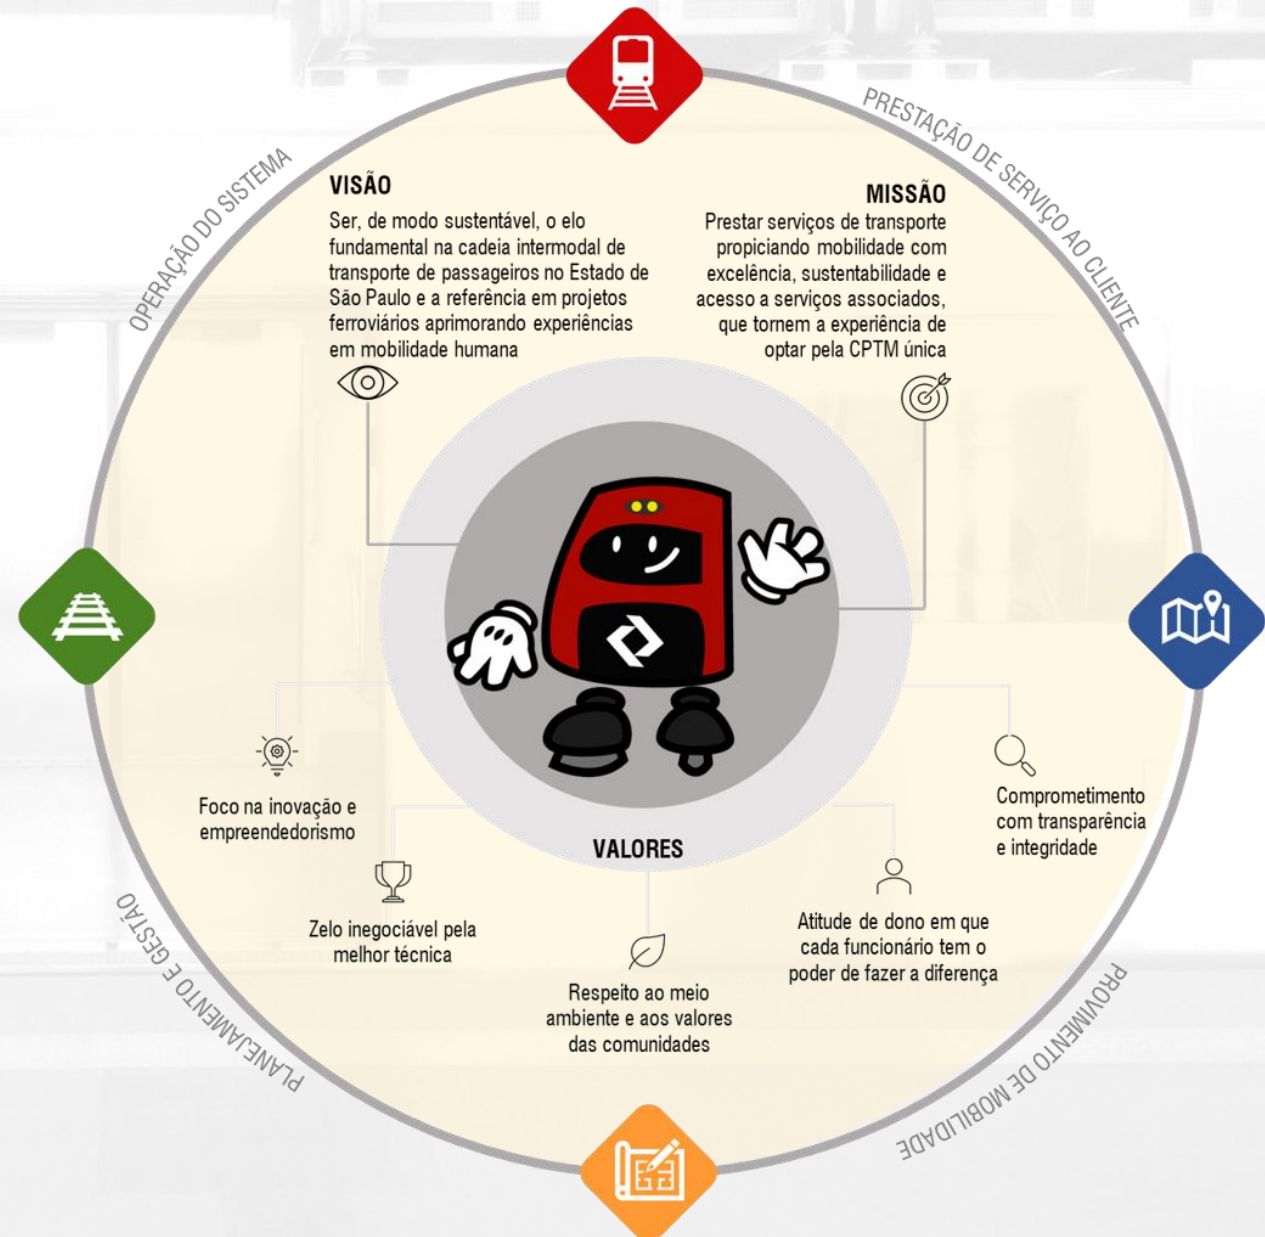 OPERAÇÃO DO SISTEMA
PRESTAÇÃO DE SERVIÇO AO CLIENTE
VISÃO
Ser, de modo sustentável, o elo
fundamental na cadeia intermodal de
transporte de passageiros no Estado de
São Paulo e a referência em projetos
ferroviários aprimorando experiências
em mobilidade humana
MISSÃO
Prestar serviços de transporte
propiciando mobilidade com
excelência, sustentabilidade e
acesso a serviços associados,
que tornem a experiência de
optar pela CPTM única
VALORES
Foco na inovação e
empreendedorismo
Zelo inegociável pela
melhor técnica
Respeito ao meio
ambiente e aos valores
das comunidades
Atitude de dono em que
cada funcionário tem o
poder de fazer a diferença
Comprometimento
com transparência
e integridade
PLANEJAMENTO E GESTÃO
PROVIMENTO DE MOBILIDADE